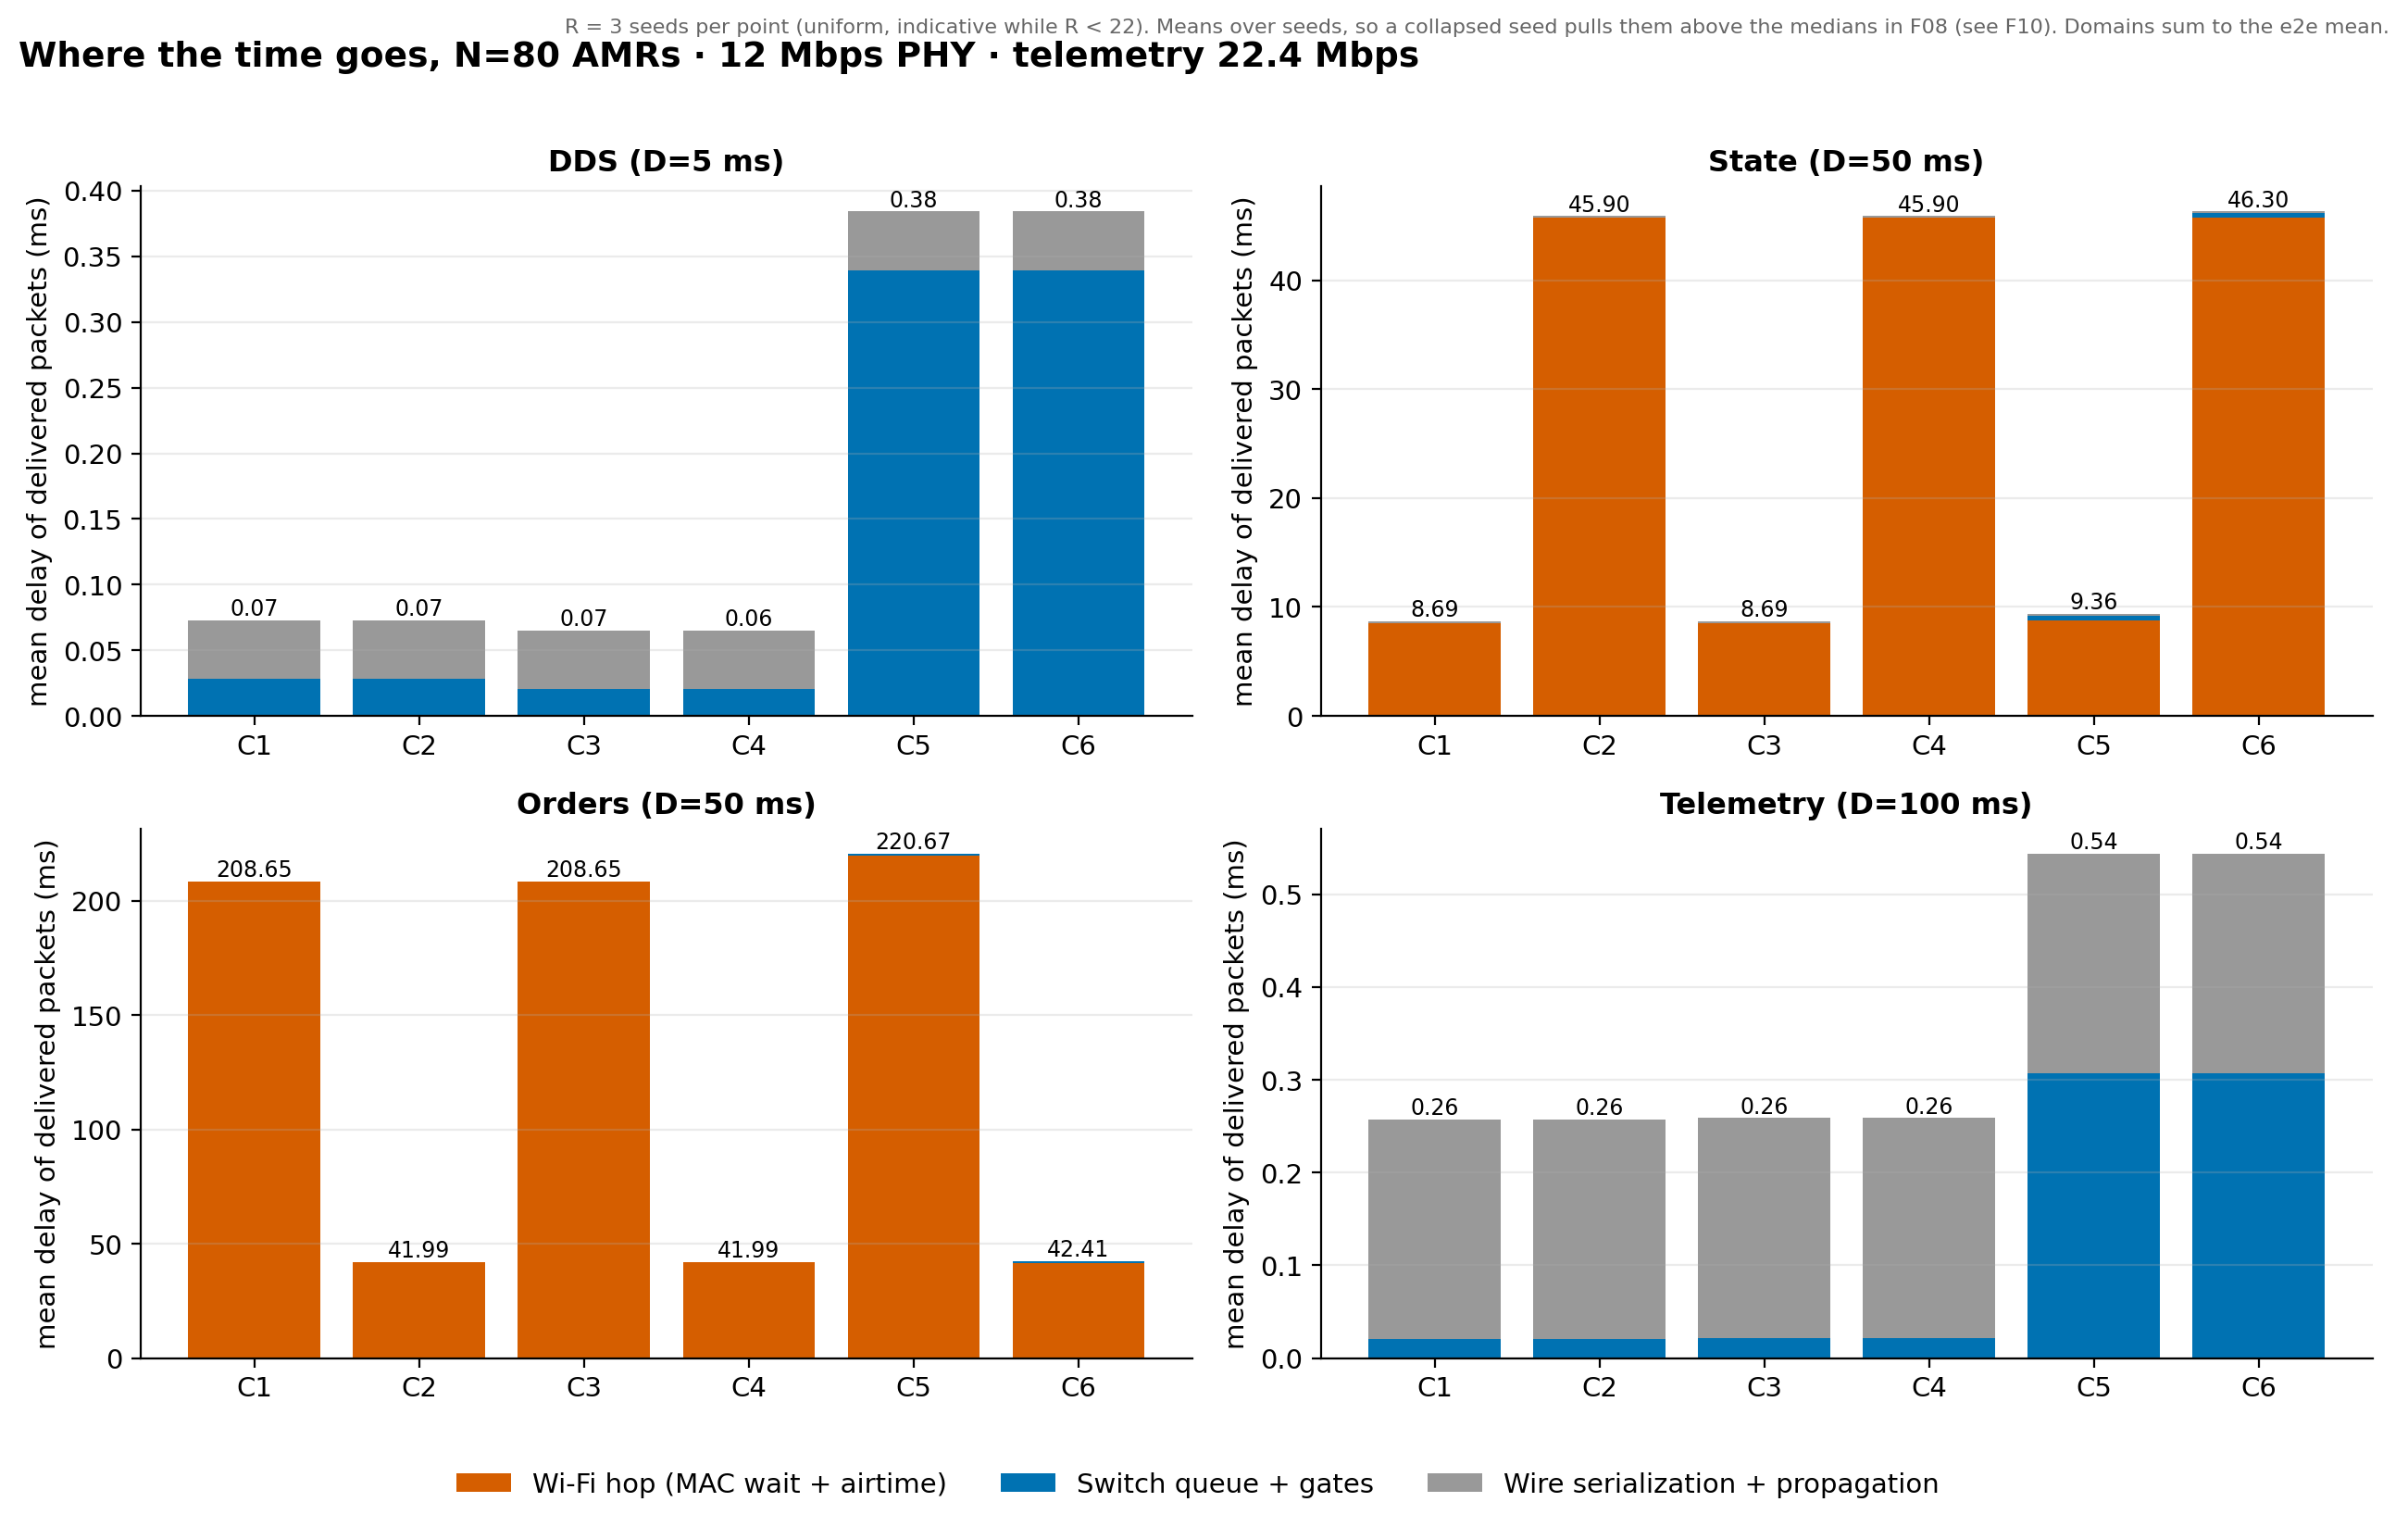 R = 3 seeds per point (uniform, indicative while R < 22). Means over seeds, so a collapsed seed pulls them above the medians in F08 (see F10). Domains sum to the e2e mean.
Where the time goes, N=80 AMRs · 12 Mbps PHY · telemetry 22.4 Mbps
DDS (D=5 ms)
mean delay of delivered packets (ms)
0.40
0.35
0.30
0.25
0.20
0.15
0.10
0.05
0.00
0.07
0.07
0.07
0.06
0.38
0.38
C1 C2 C3 C4 C5 C6
State (D=50 ms)
mean delay of delivered packets (ms)
40
30
20
10
0
8.69
45.90
8.69
45.90
9.36
46.30
C1 C2 C3 C4 C5 C6
Orders (D=50 ms)
mean delay of delivered packets (ms)
200
150
100
50
0
208.65
41.99
208.65
41.99
220.67
42.41
C1 C2 C3 C4 C5 C6
Telemetry (D=100 ms)
mean delay of delivered packets (ms)
0.5
0.4
0.3
0.2
0.1
0.0
0.26
0.26
0.26
0.26
0.54
0.54
C1 C2 C3 C4 C5 C6
Wi-Fi hop (MAC wait + airtime)
Switch queue + gates
Wire serialization + propagation